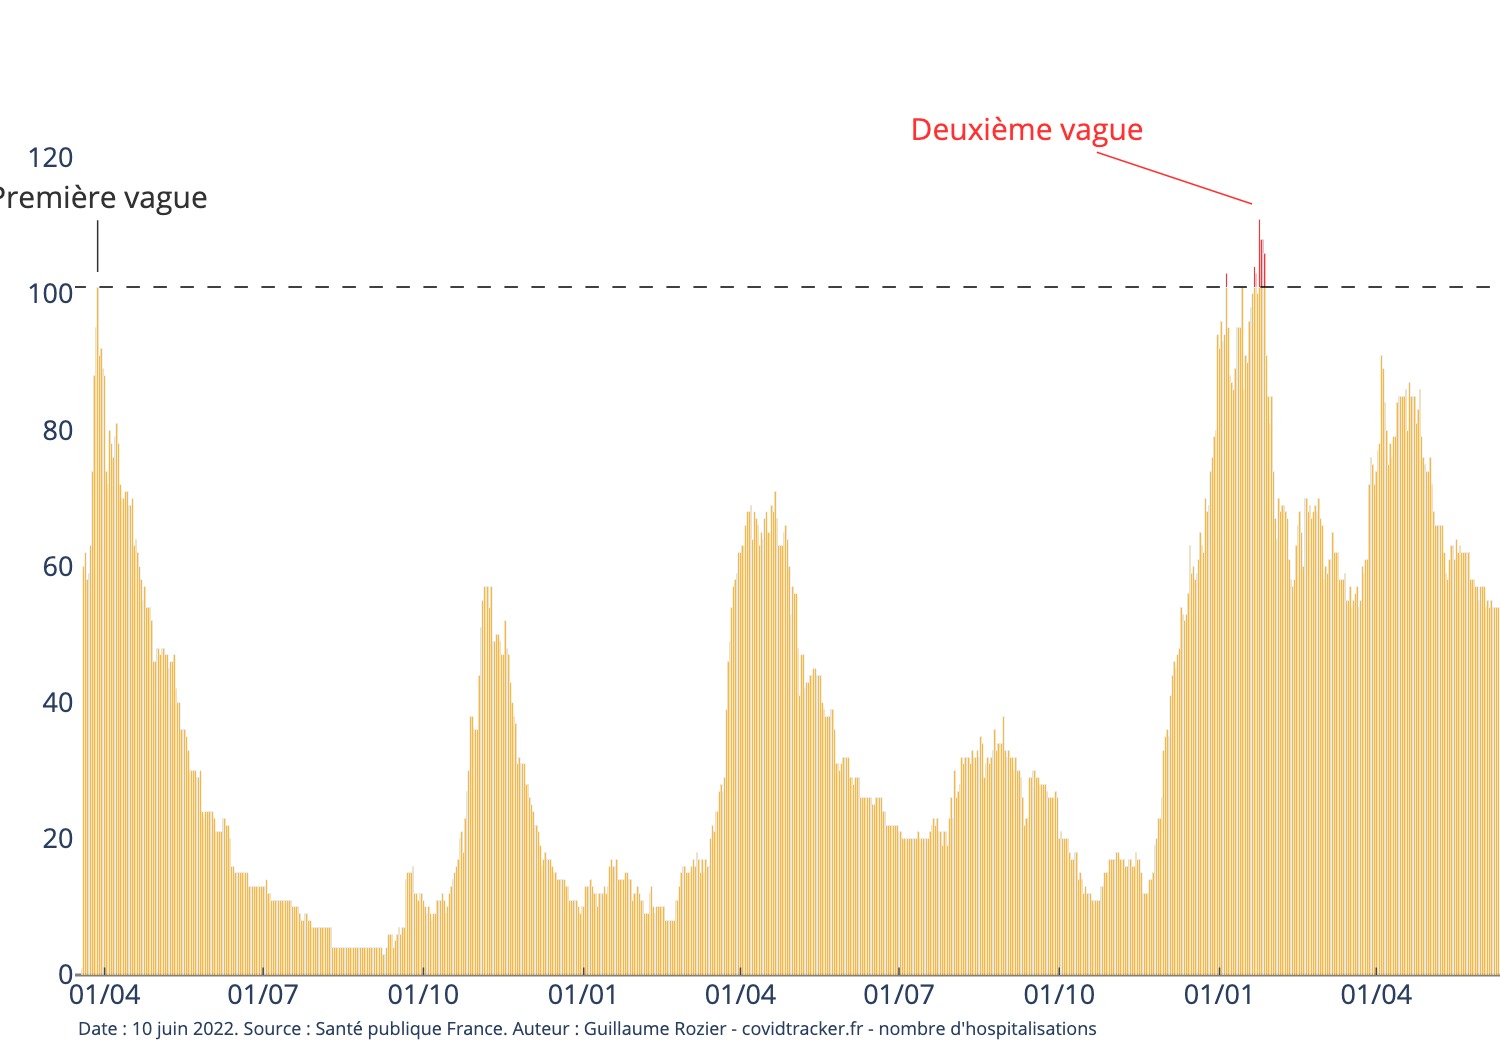 Deuxième vague
120
Première vague
100
80
60
40
20
0
01/04 01/07 01/10 01/01 01/04 01/07 01/10 01/01 01/04
Date : 10 juin 2022. Source : Santé publique France. Auteur : Guillaume Rozier - covidtracker.fr - nombre d'hospitalisations